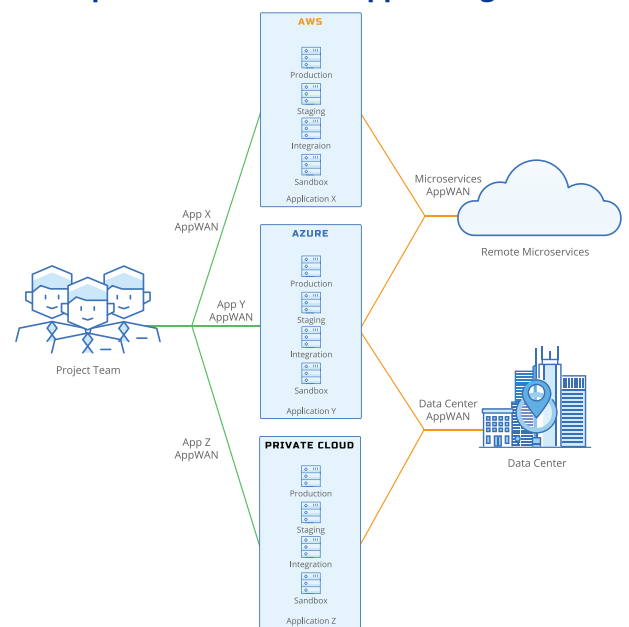 AWS
Production
Staging
Integraion
Sandbox
Application X
App X
AppWAN
Microservices
AppWAN
Remote Microservices
AZURE
Production
Staging
Integration
Sandbox
Application Y
App Y
AppWAN
Project Team
Data Center
AppWAN
Data Center
App Z
AppWAN
PRIVATE CLOUD
Production
Staging
Integration
Sandbox
Application Z